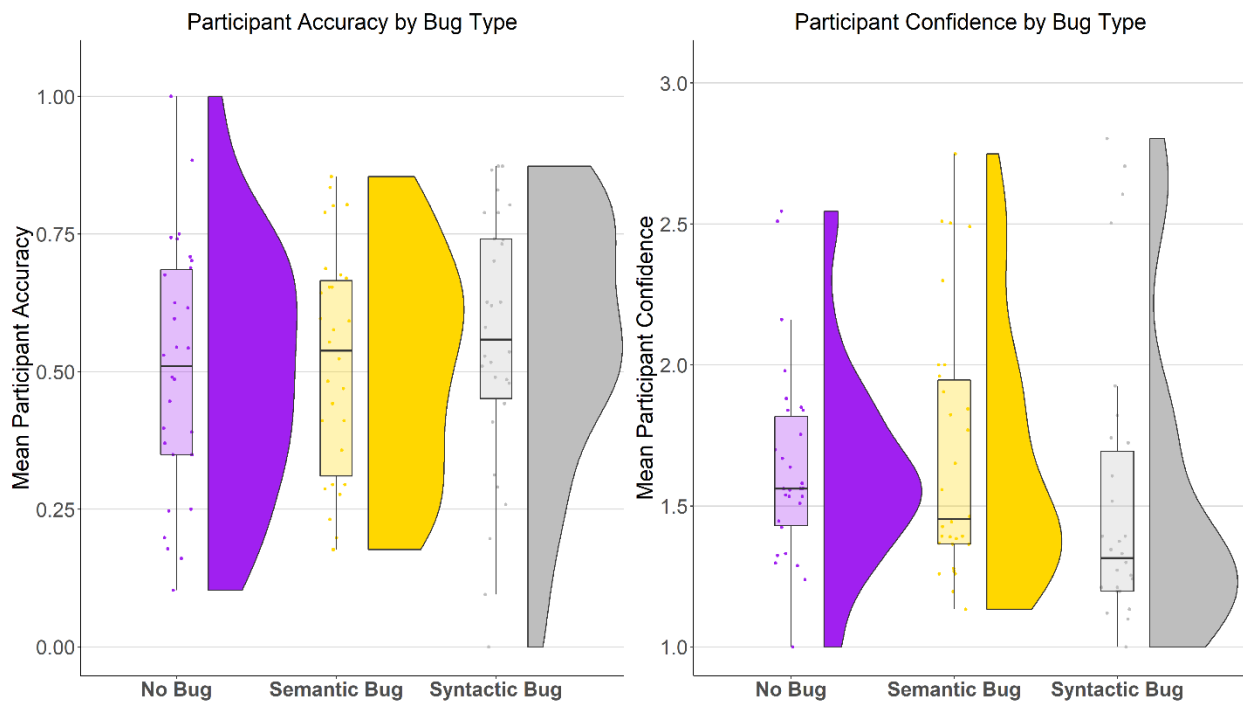 Participant Accuracy by Bug Type
Mean Participant Accuracy
1.00
0.75
0.50
0.25
0.00
No Bug
Semantic Bug
Syntactic Bug
Participant Confidence by Bug Type
Mean Participant Confidence
3.0
2.5
2.0
1.5
1.0
No Bug
Semantic Bug
Syntactic Bug